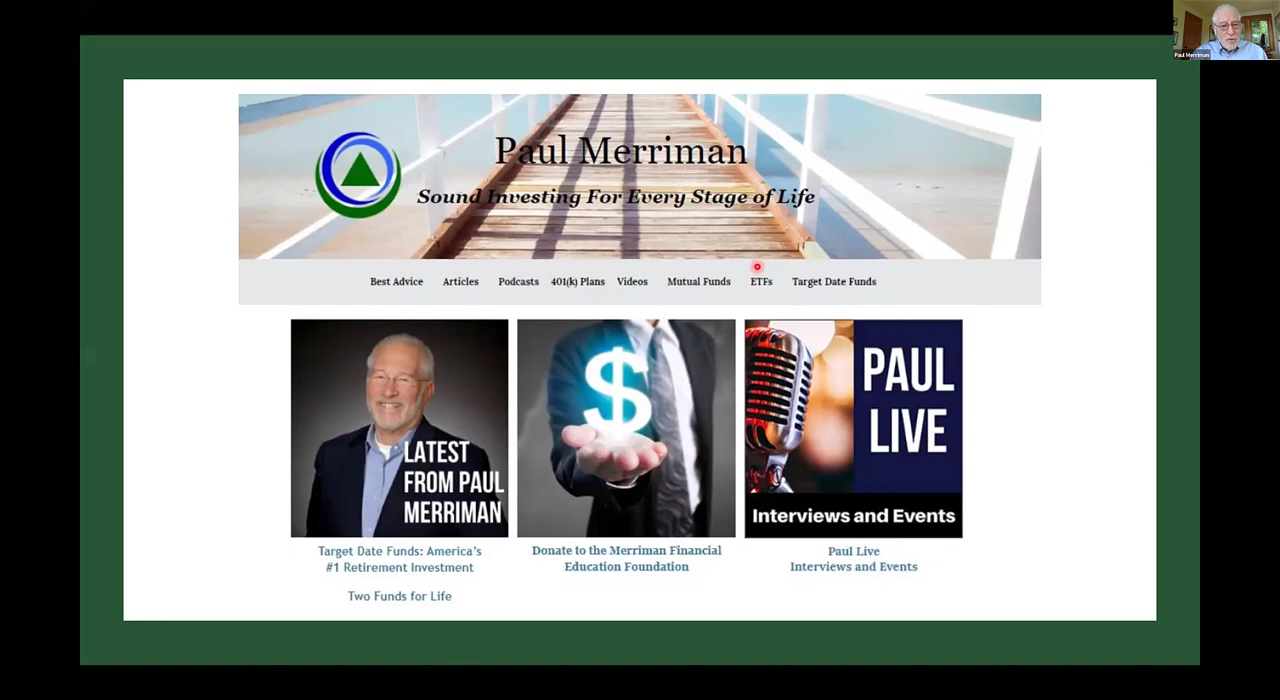 Paul Merriman
Paul Merriman
Sound Investing For Every Stage of Life
Best Advice Articles Podcasts 401(k) Plans Videos Mutual Funds ETFs Target Date Funds
LATEST
FROM PAUL
MERRIMAN
$
PAUL
LIVE
Interviews and Events
Target Date Funds: America's
#1 Retirement Investment
Two Funds for Life
Donate to the Merriman Financial
Education Foundation
Paul Live
Interviews and Events